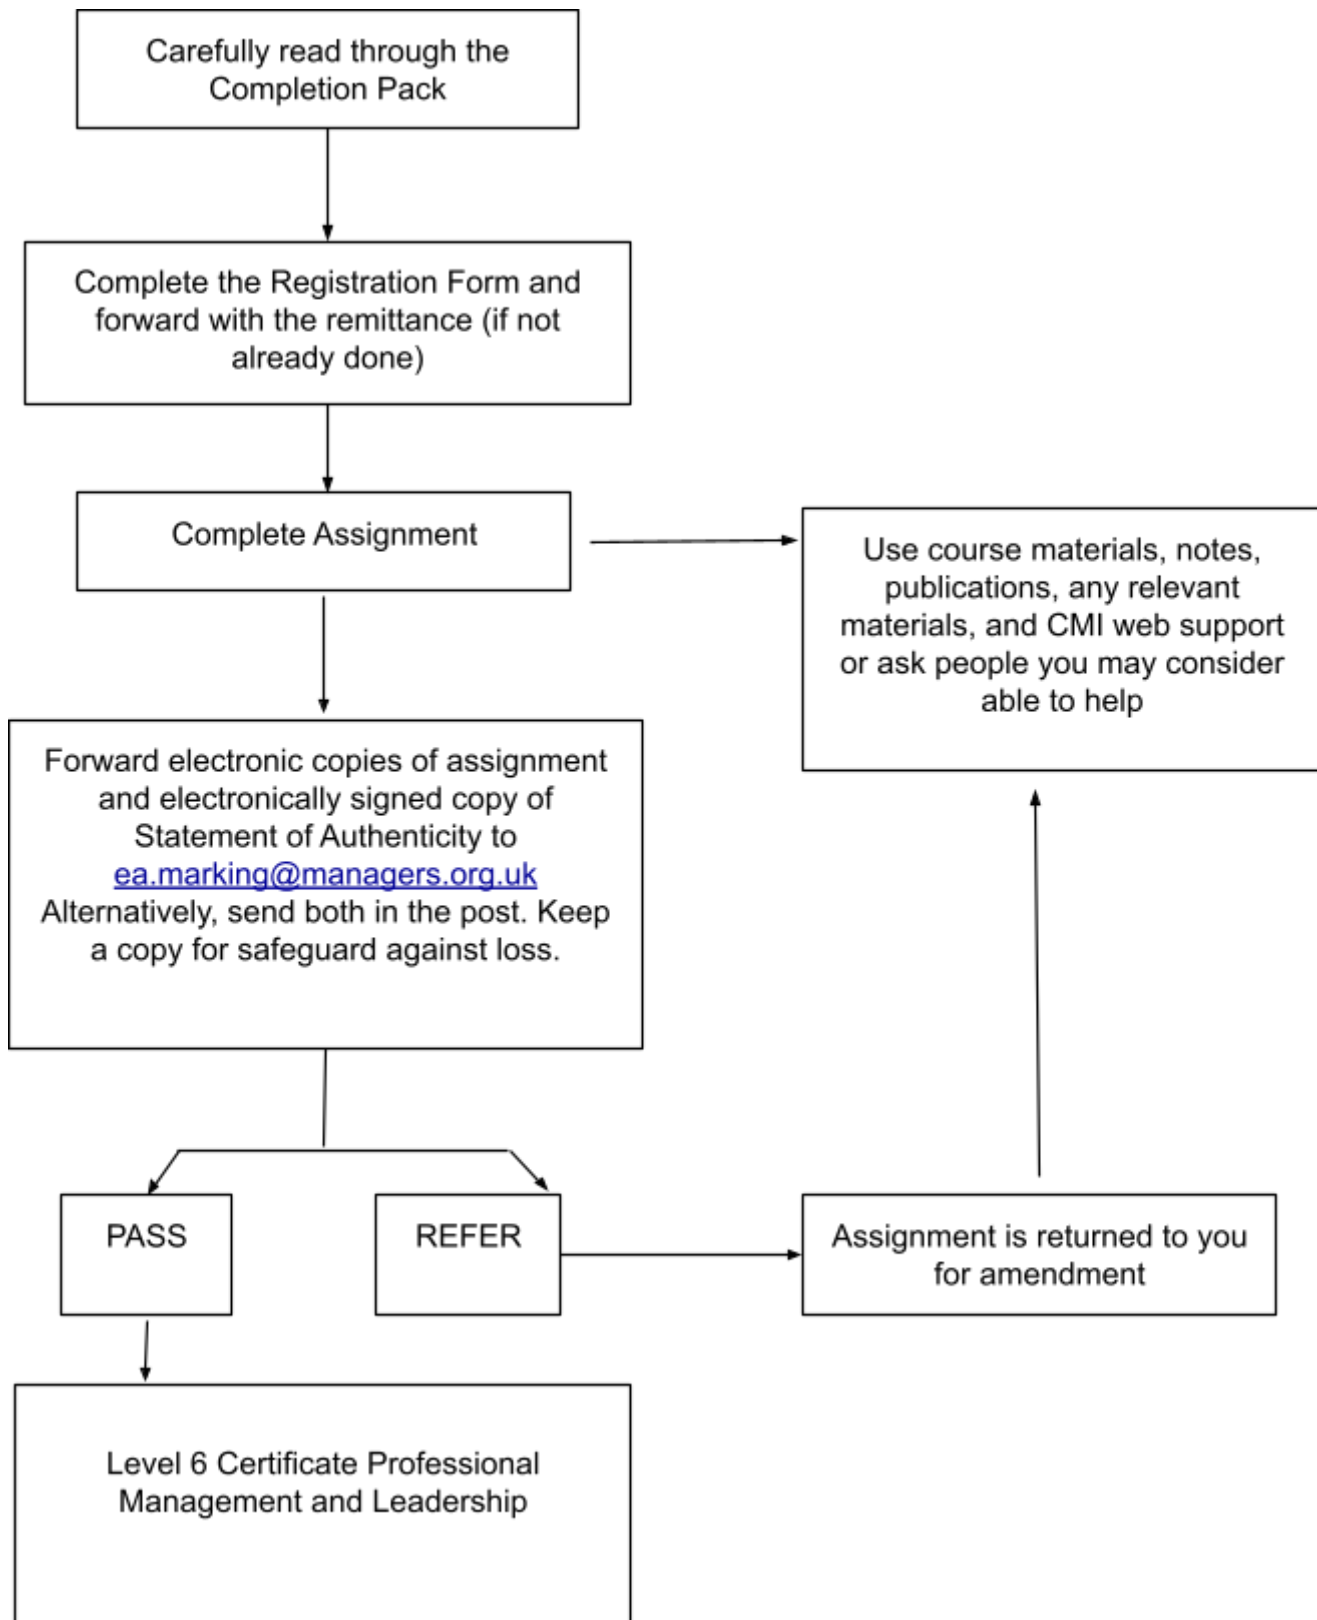 Carefully read through the
Completion Pack
Complete the Registration Form and
forward with the remittance (if not
already done)
Complete Assignment
Use course materials, notes,
publications, any relevant
materials, and CMI web support
or ask people you may consider
able to help
Forward electronic copies of assignment
and electronically signed copy of
Statement of Authenticity to
ea.marking@managers.org.uk
Alternatively, send both in the post. Keep
a copy for safeguard against loss.
PASS
REFER
Assignment is returned to you
for amendment
Level 6 Certificate Professional
Management and Leadership